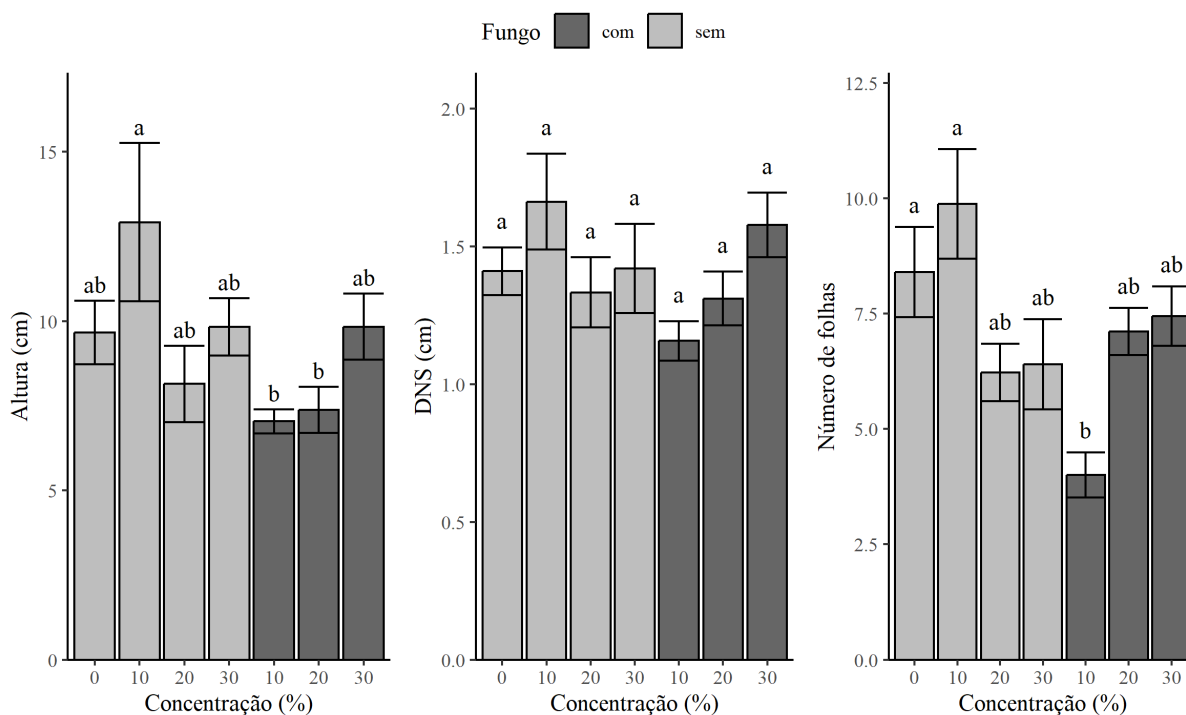 Fungo com sem
Altura (cm)
15
10
5
0
ab
a
ab
ab
b
b
ab
0 10 20 30 10 20 30
Concentração (%)
DNS (cm)
2.0
1.5
1.0
0.5
0.0
a
a
a
a
a
a
a
0 10 20 30 10 20 30
Concentração (%)
Número de folhas
12.5
10.0
7.5
5.0
2.5
0.0
a
a
ab
ab
b
ab
ab
0 10 20 30 10 20 30
Concentração (%)